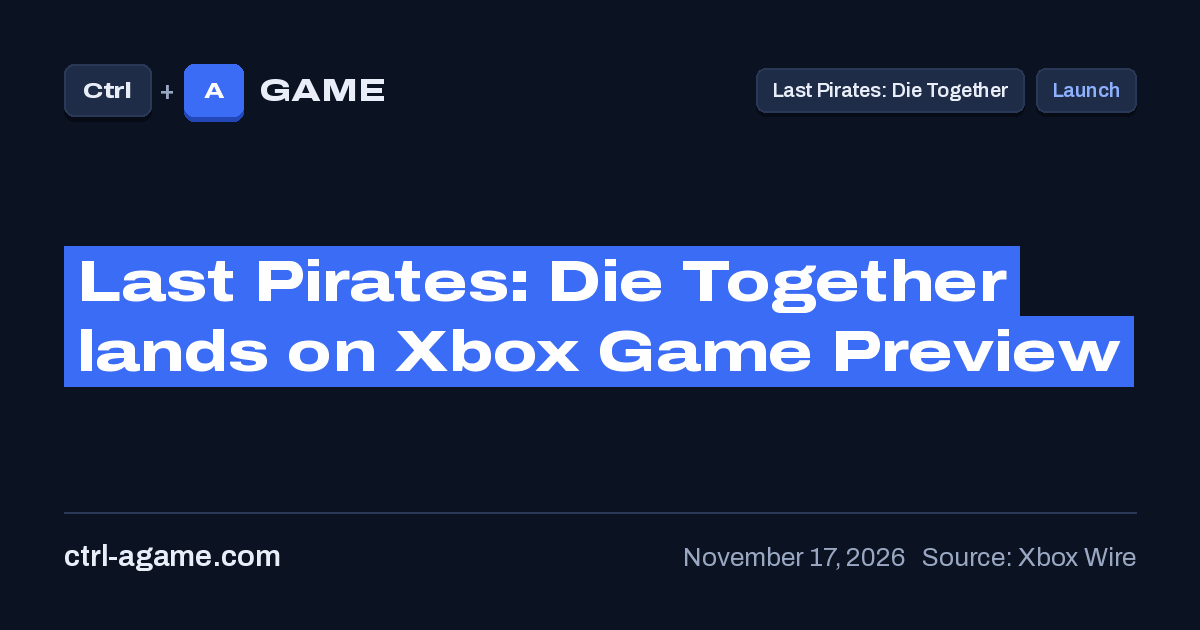 Ctrl + A GAME
Last Pirates: Die Together
Launch
Last Pirates: Die Together
lands on Xbox Game Preview
ctrl-agame.com
November 17, 2026 Source: Xbox Wire